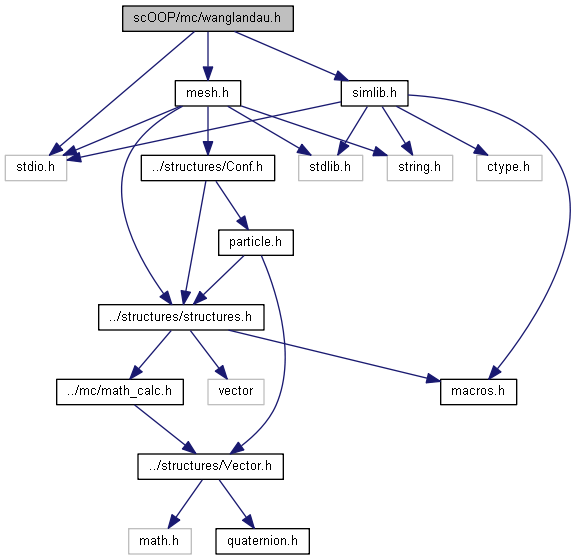 scOOP/mc/wanglandau.h
mesh.h
simlib.h
stdio.h
../structures/Conf.h
stdlib.h
string.h
ctype.h
particle.h
../structures/structures.h
../mc/math_calc.h
vector
macros.h
../structures/Vector.h
math.h
quaternion.h